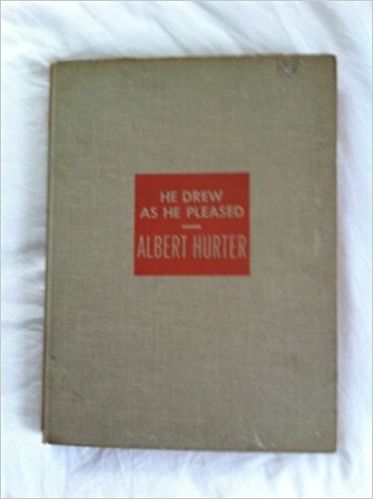 HE DREW
AS HE PLEASED
ALBERT HURTER